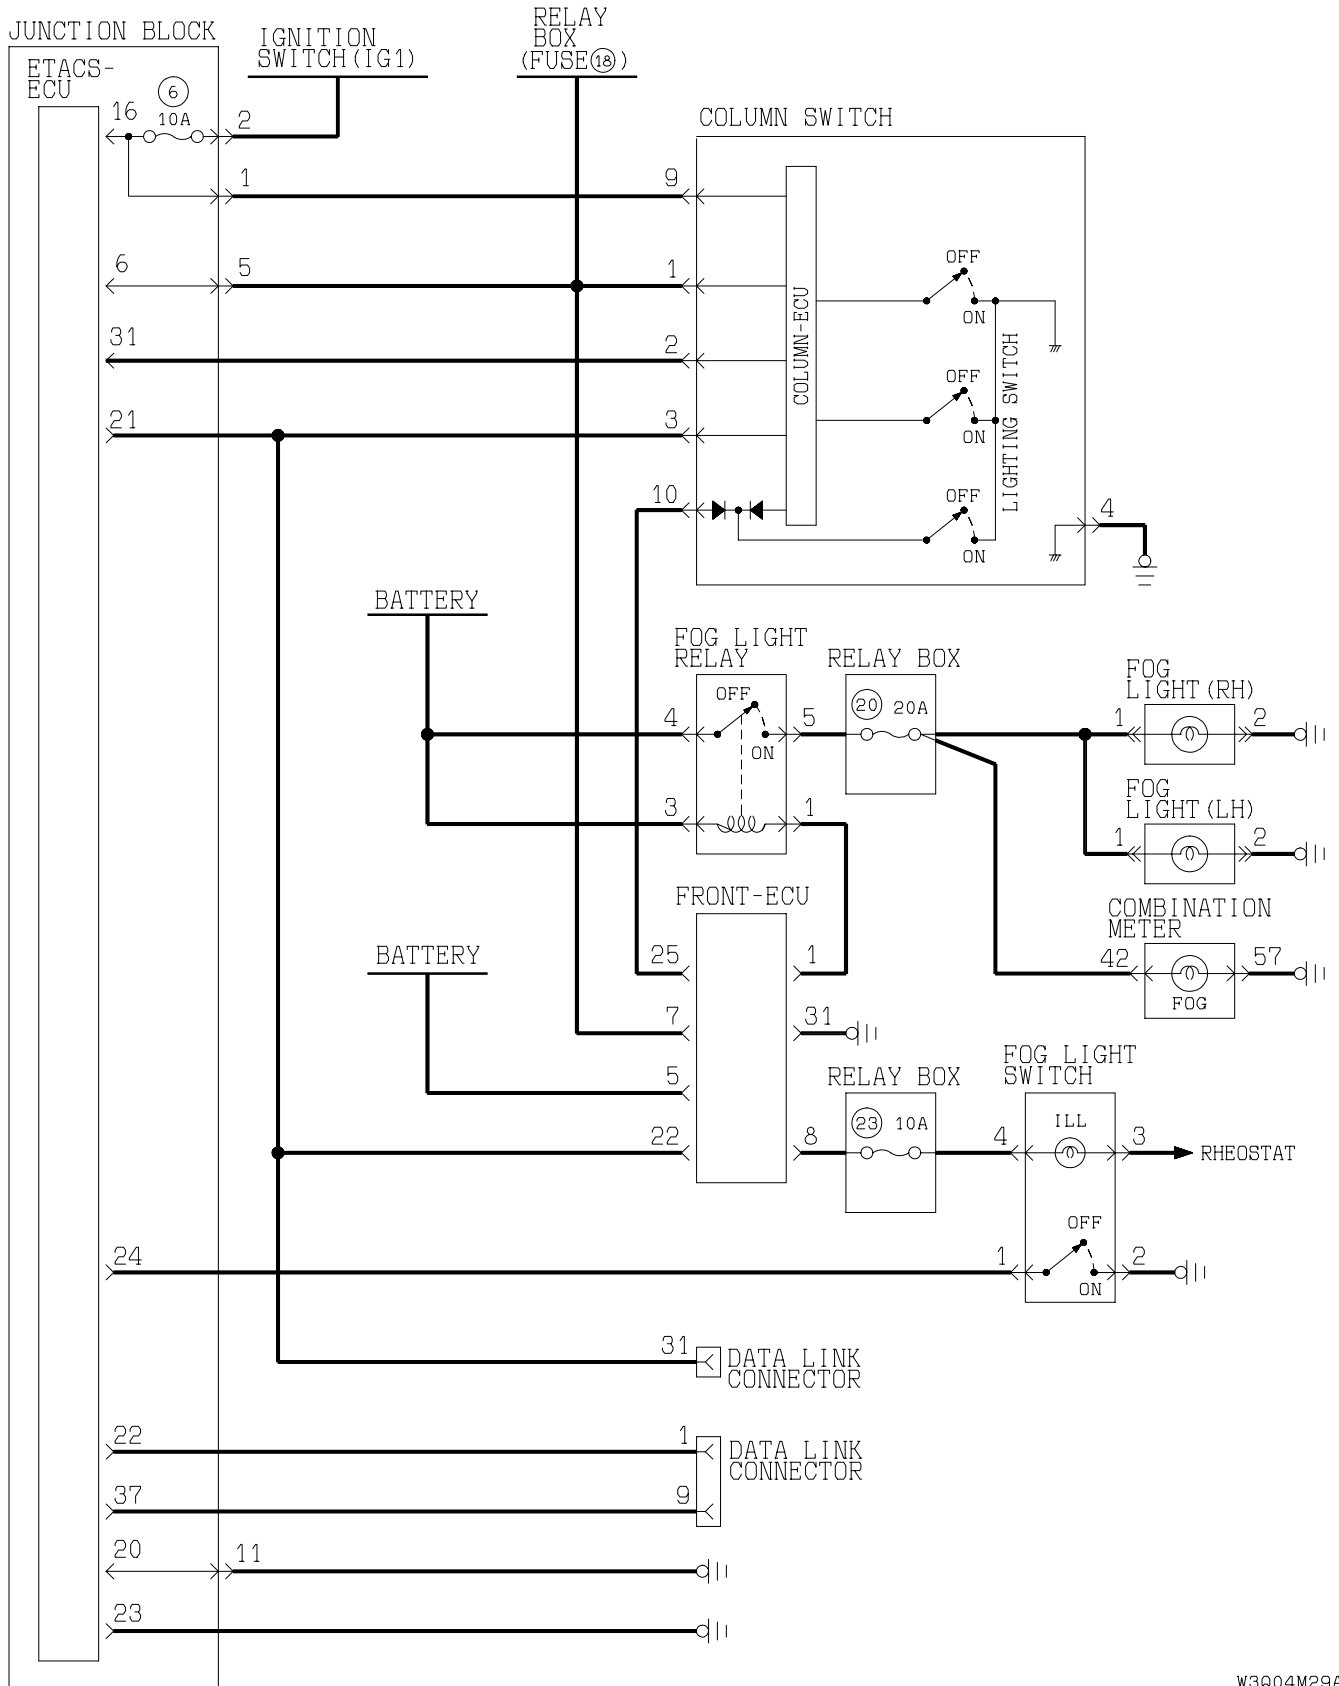 JUNCTION BLOCK
IGNITION
SWITCH(IG1)
RELAY
BOX
(FUSE⑱)
ETACS-
ECU
6
16
10A
2
COLUMN SWITCH
1
9
6
5
1
OFF
ON
31
2
COLUMN-ECU
LIGHTING SWITCH
OFF
ON
21
3
10
OFF
ON
4
BATTERY
FOG LIGHT
RELAY
RELAY BOX
FOG
LIGHT(RH)
OFF
4
5
20
20A
1
2
ON
FOG
LIGHT(LH)
3
1
1
2
FRONT-ECU
COMBINATION
METER
BATTERY
25
1
42
57
FOG
7
31
FOG LIGHT
SWITCH
5
RELAY BOX
22
8
23
10A
4
ILL
3
RHEOSTAT
OFF
24
1
2
ON
31
DATA LINK
CONNECTOR
22
1
DATA LINK
CONNECTOR
37
9
20
11
23
W3Q04M29A